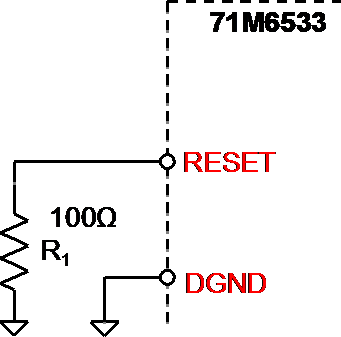 71M6533
RESET
100Ω
R₁
DGND